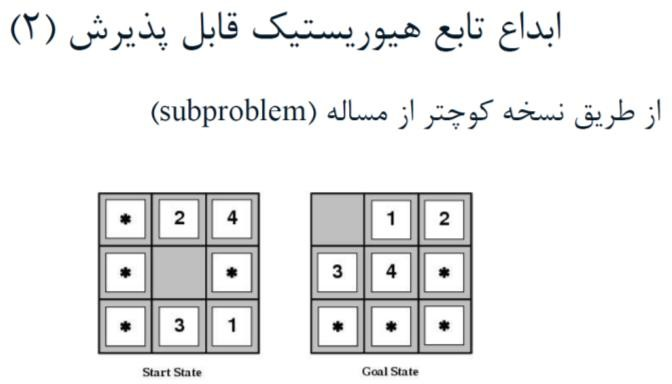 ابداع تابع هیوریستیک قابل پذیرش (۲)
از طریق نسخه کوچتر از مساله (subproblem)
* 2 4
* *
* 3 1
Start State
1 2
3 4 *
* * *
Goal State